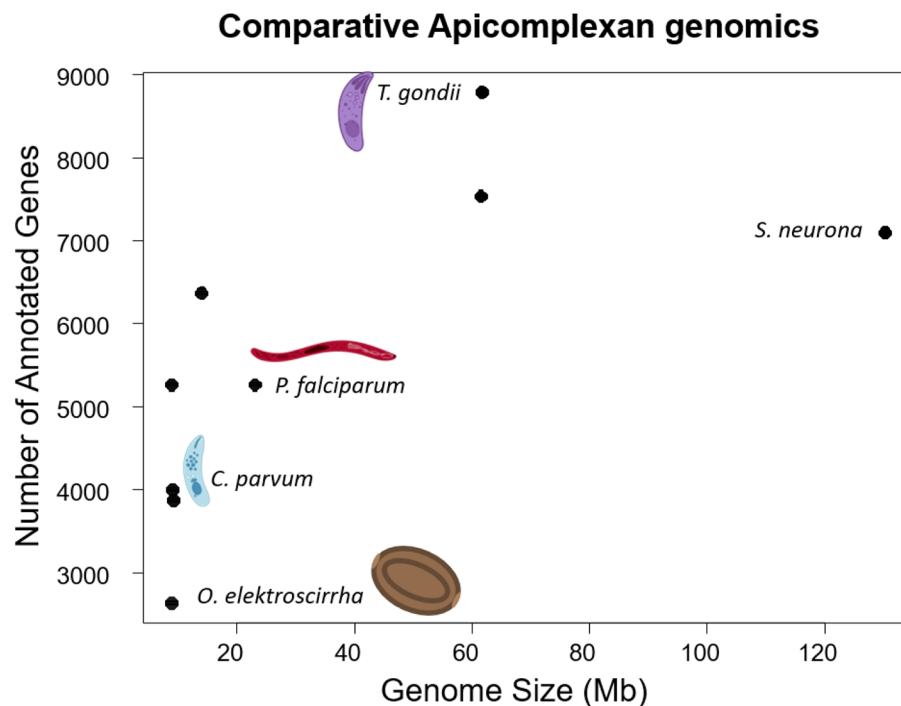 Comparative Apicomplexan genomics
Number of Annotated Genes
9000
8000
7000
6000
5000
4000
3000
T. gondii
S. neurona
P. falciparum
C. parvum
O. elektroscirrha
20 40 60 80 100 120
Genome Size (Mb)